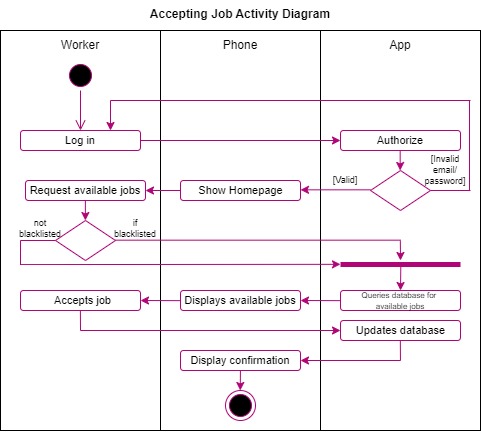 Accepting Job Activity Diagram
Worker
Phone
App
Log in
Authorize
[Invalid
email/
password]
[Valid]
Show Homepage
Request available jobs
not
blacklisted
if
blacklisted
Accepts job
Displays available jobs
Queries database for
available jobs
Updates database
Display confirmation